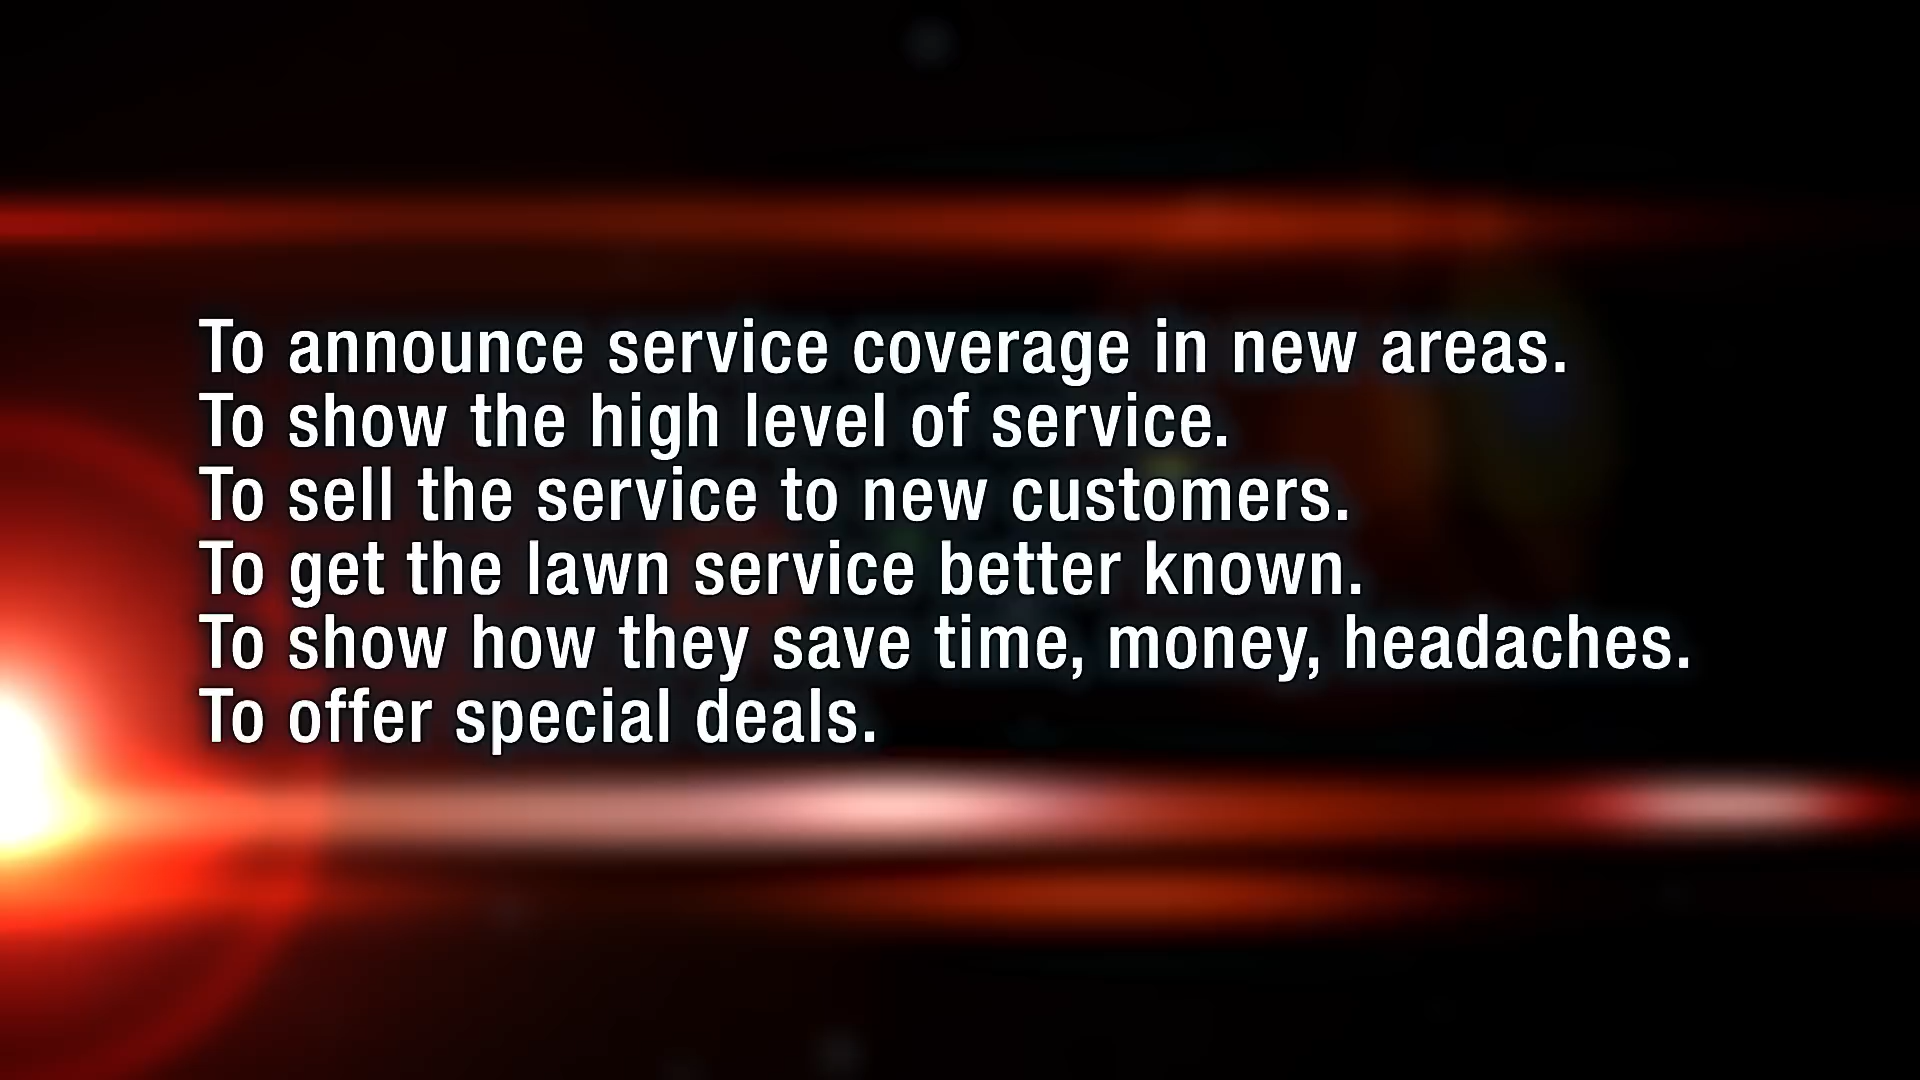 To announce service coverage in new areas.
To show the high level of service.
To sell the service to new customers.
To get the lawn service better known.
To show how they save time, money, headaches.
To offer special deals.